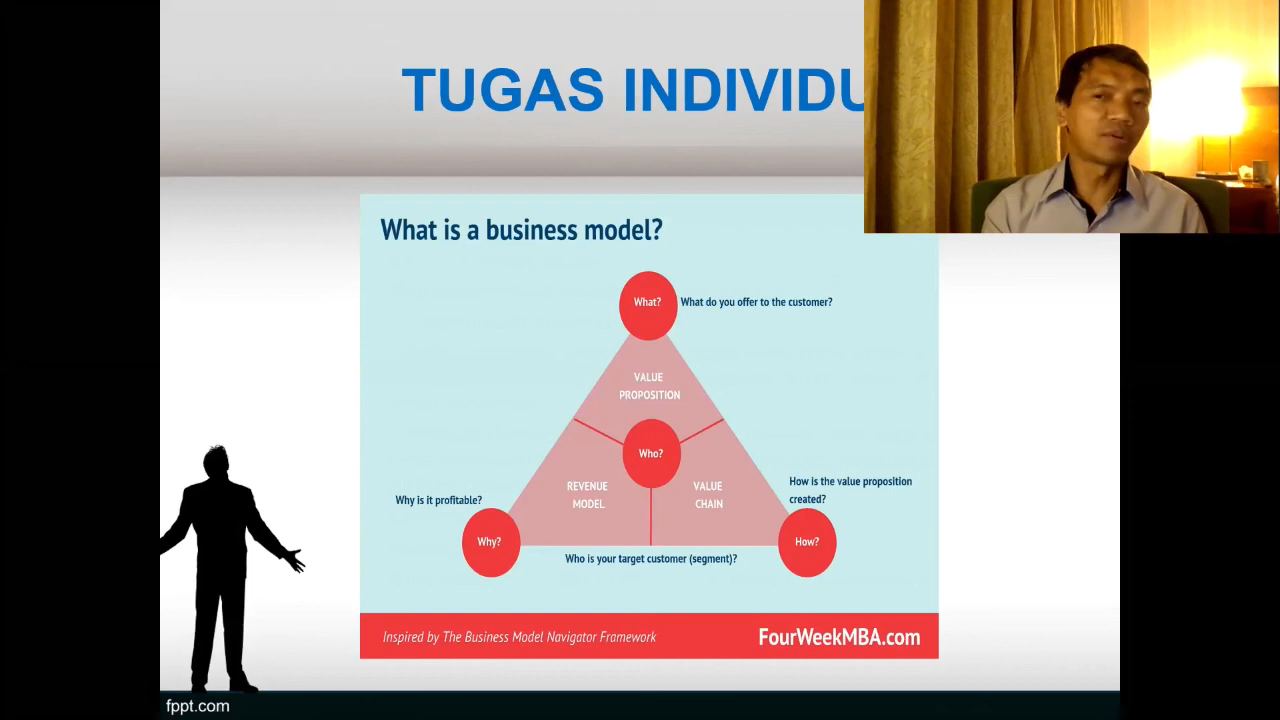 TUGAS INDIVIDU
What is a business model?
What?
What do you offer to the customer?
VALUE
PROPOSITION
Who?
REVENUE
MODEL
VALUE
CHAIN
Why is it profitable?
How is the value proposition
created?
Why?
How?
Who is your target customer (segment)?
Inspired by The Business Model Navigator Framework
FourWeekMBA.com
fppt.com